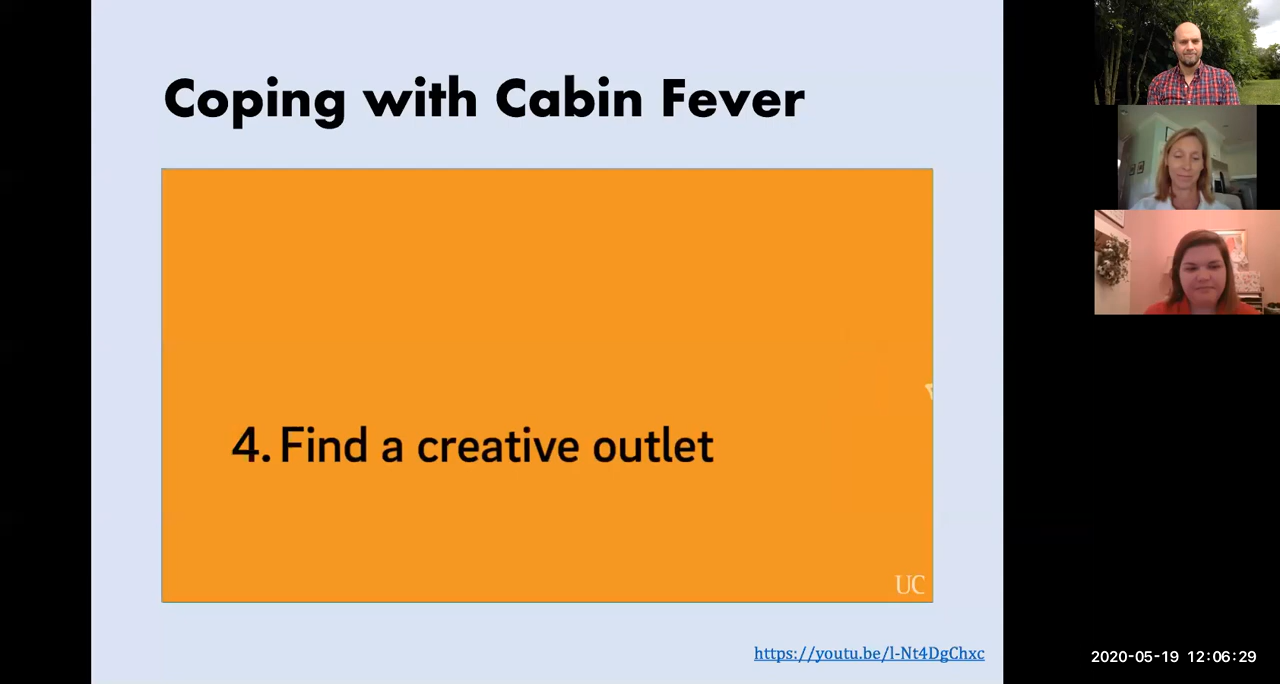 Coping with Cabin Fever
4. Find a creative outlet
UC
https://youtu.be/l-Nt4DgChxc
2020-05-19 12:06:29